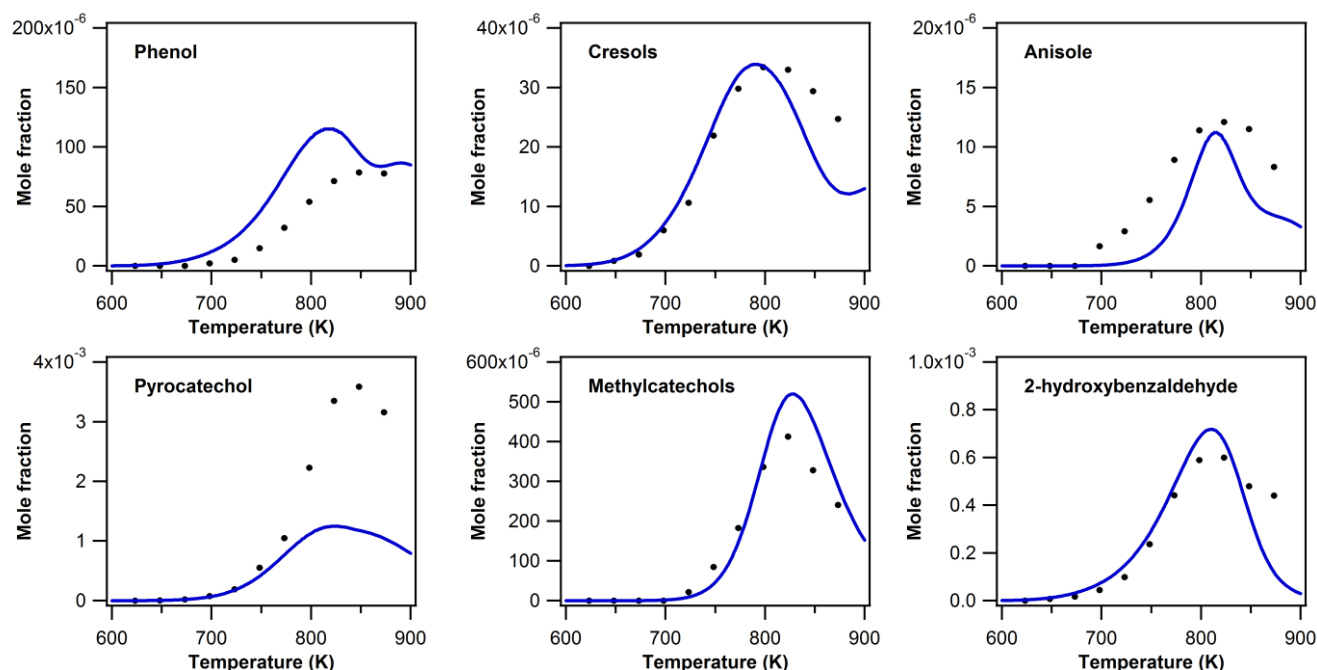 200x10-6
Phenol
150
100
50
0
Mole fraction
600 700 800 900
Temperature (K)
40x10-6
Cresols
30
20
10
0
Mole fraction
600 700 800 900
Temperature (K)
20x10-6
Anisole
15
10
5
0
Mole fraction
600 700 800 900
Temperature (K)
4x10-3
Pyrocatechol
3
2
1
0
Mole fraction
600 700 800 900
Temperature (K)
600x10-6
Methylcatechols
500
400
300
200
100
0
Mole fraction
600 700 800 900
Temperature (K)
1.0x10-3
2-hydroxybenzaldehyde
0.8
0.6
0.4
0.2
0.0
Mole fraction
600 700 800 900
Temperature (K)